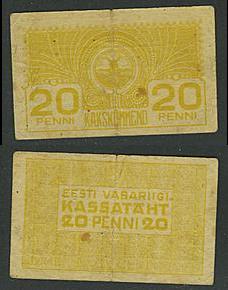 20 20
PENNI PENNI
KAKSKÜMMEND
EESTI VABARIIGI
KASSATÄHT
20 PENNI 20